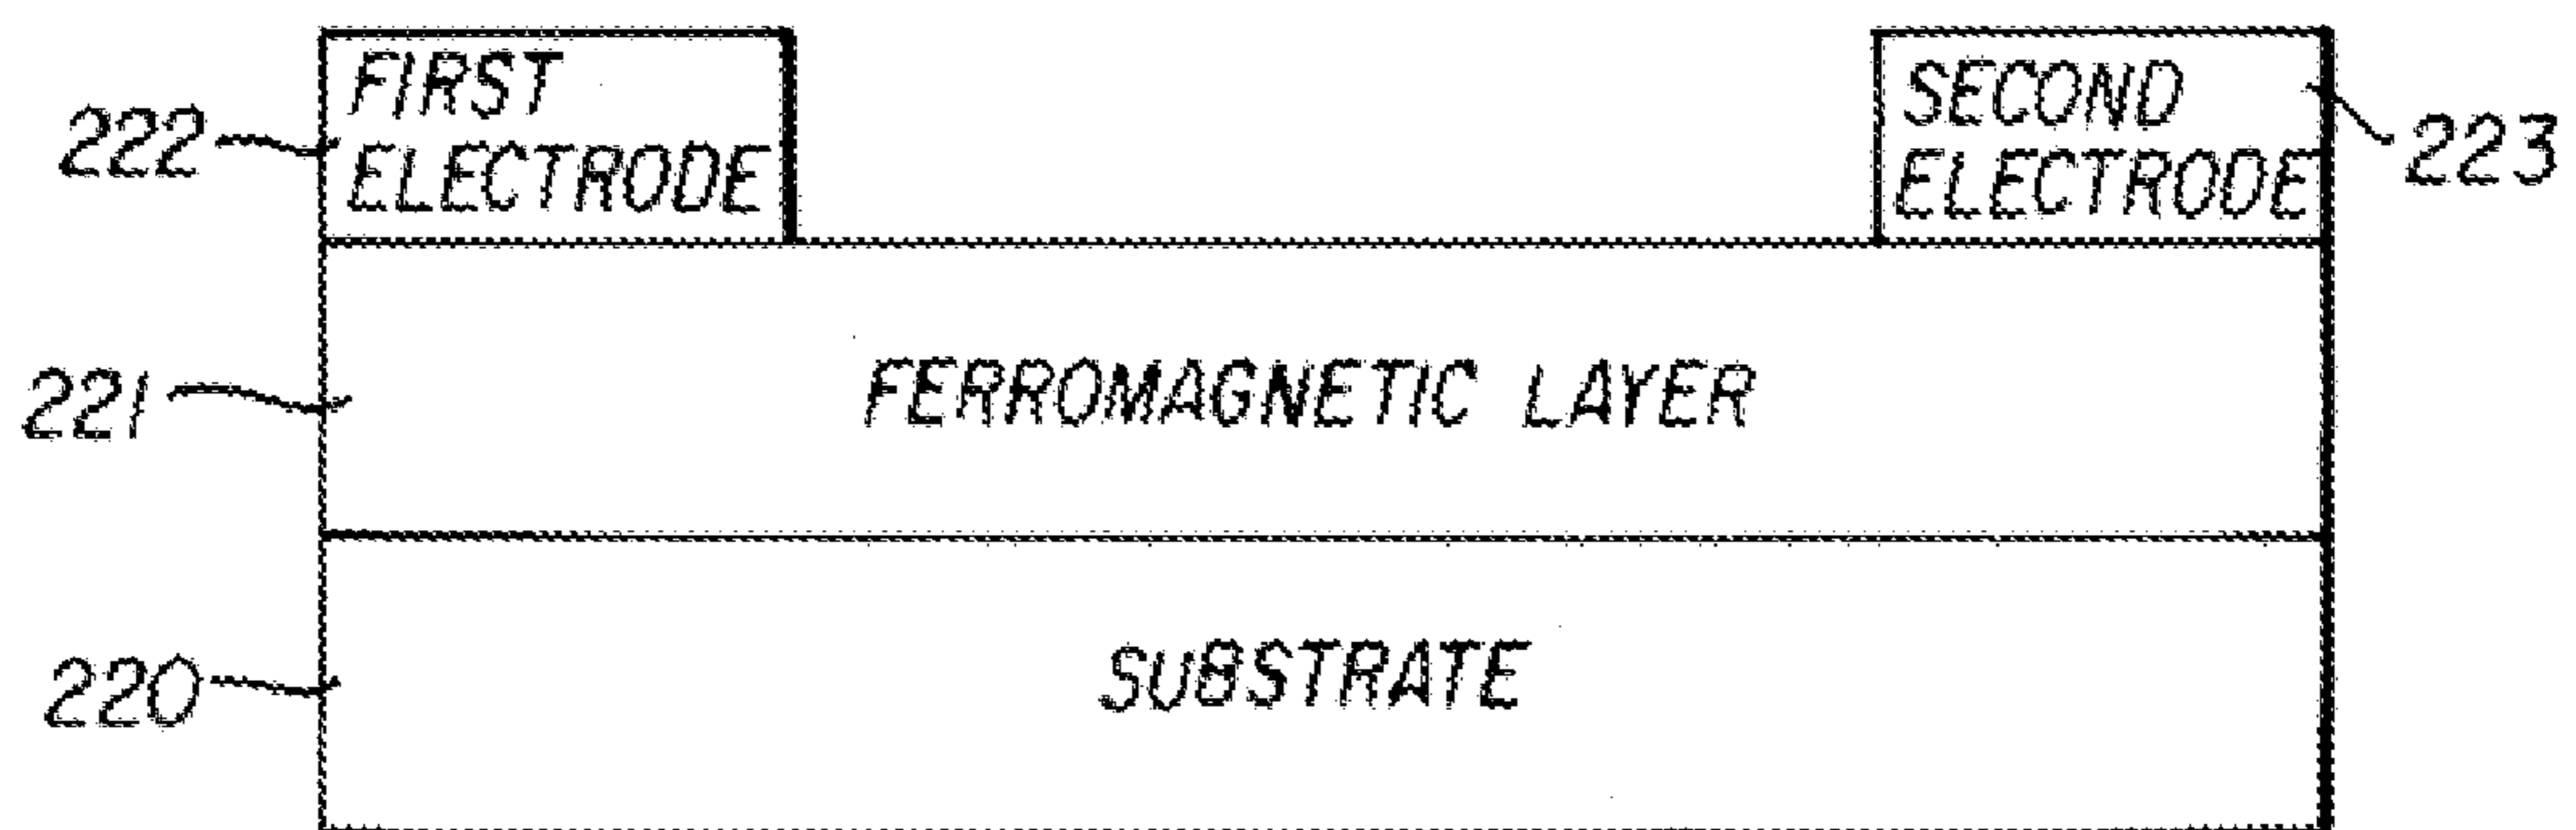 FIRST
ELECTRODE
222
SECOND
ELECTRODE
223
221
FERROMAGNETIC LAYER
220
SUBSTRATE